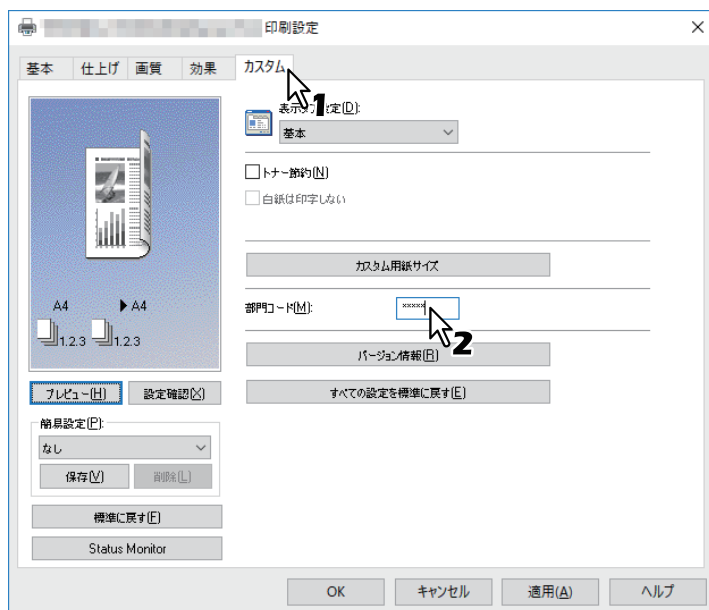 印刷設定
基本 仕上げ 画質 効果 カスタム
1
定(D):
基本
トナー節約(N)
白紙は印字しない
カスタム用紙サイズ
A4 ▶ A4
1.2.3 1.2.3
部門コード(M): *****
2
バージョン情報(R)
すべての設定を標準に戻す(E)
プレビュー(H) 設定確認(X)
簡易設定(P):
なし
保存(V) 削除(L)
標準に戻す(F)
Status Monitor
OK キャンセル 適用(A) ヘルプ